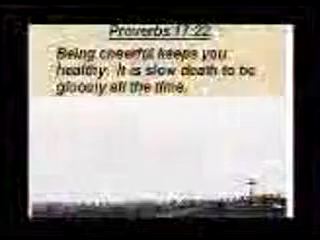 Proverbs 17:22
Being cheerful keeps you
healthy. It is slow death to be
gloomy all the time.